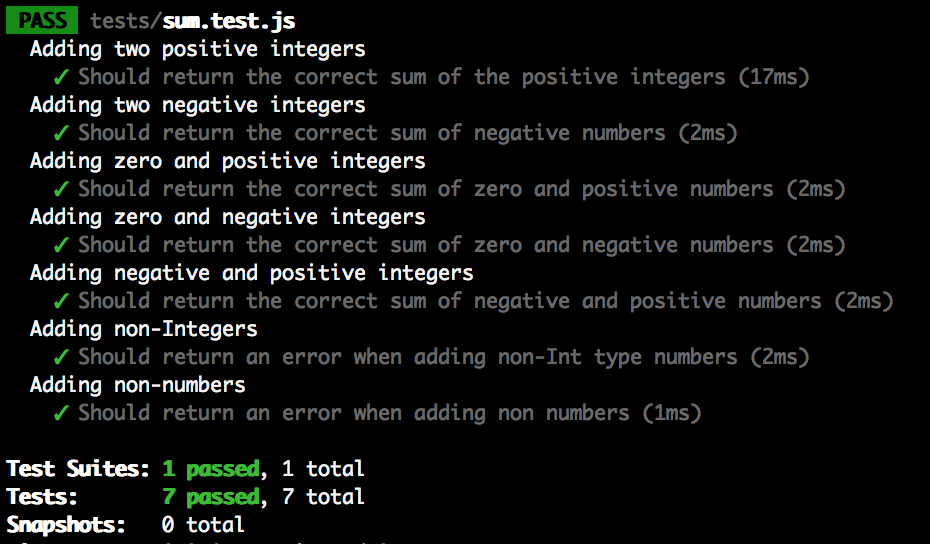 PASS tests/sum.test.js
Adding two positive integers
✓ Should return the correct sum of the positive integers (17ms)
Adding two negative integers
✓ Should return the correct sum of negative numbers (2ms)
Adding zero and positive integers
✓ Should return the correct sum of zero and positive numbers (2ms)
Adding zero and negative integers
✓ Should return the correct sum of zero and negative numbers (2ms)
Adding negative and positive integers
✓ Should return the correct sum of negative and positive numbers (2ms)
Adding non-Integers
✓ Should return an error when adding non-Int type numbers (2ms)
Adding non-numbers
✓ Should return an error when adding non numbers (1ms)
Test Suites: 1 passed, 1 total
Tests: 7 passed, 7 total
Snapshots: 0 total